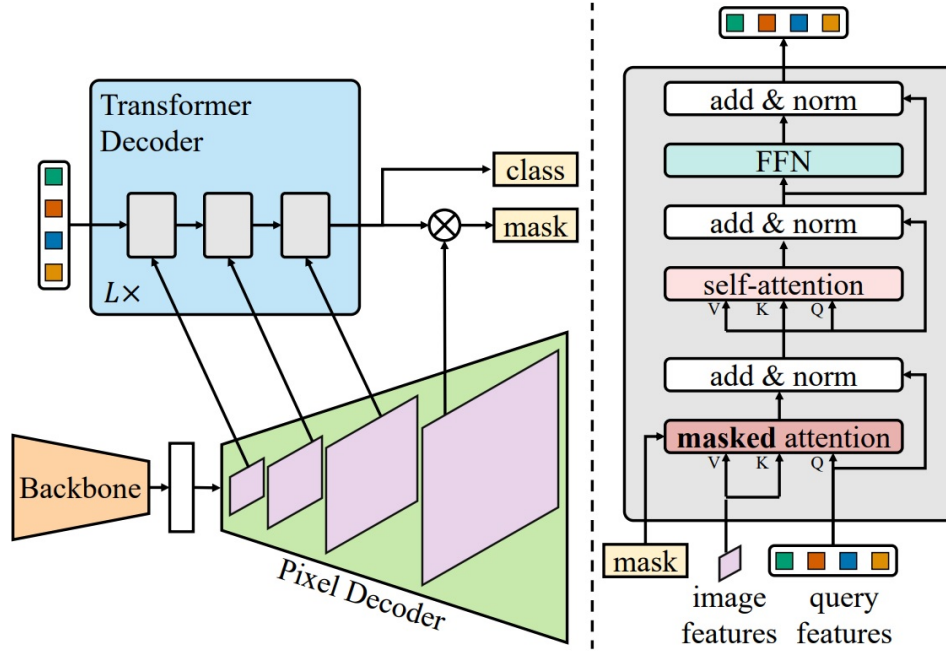 Transformer
Decoder
L×
class
mask
Backbone
Pixel Decoder
add & norm
FFN
add & norm
self-attention
V K Q
add & norm
masked attention
V K Q
mask
image
features
query
features